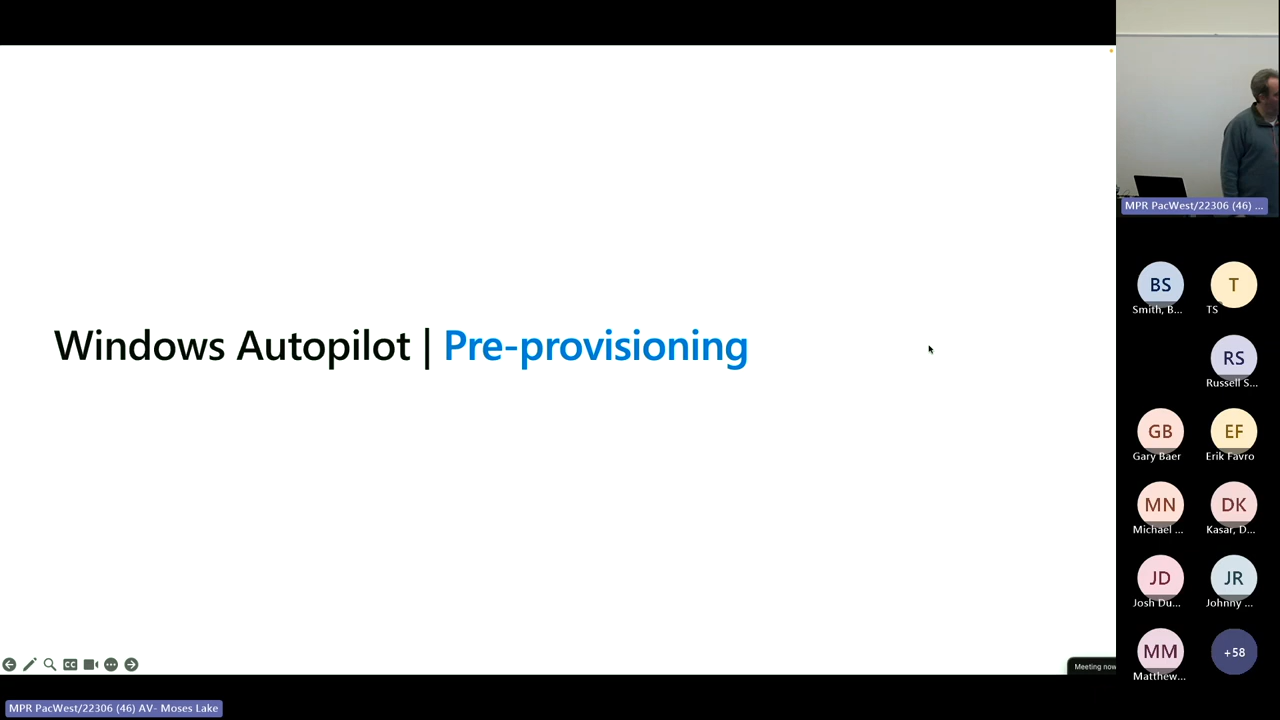 Windows Autopilot | Pre-provisioning
MPR PacWest/22306 (46) ...
BS
Smith, B...
T
TS
RS
Russell S...
GB
Gary Baer
EF
Erik Favro
MN
Michael ...
DK
Kasar, D...
JD
Josh Du...
JR
Johnny ...
MM
Matthew...
+58
CC
Meeting now
MPR PacWest/22306 (46) AV- Moses Lake